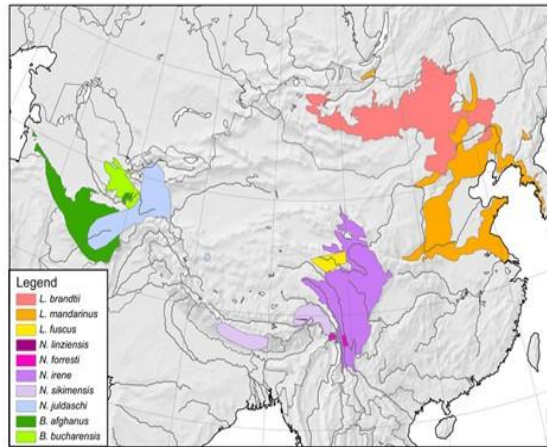 Legend
L. brandtii
L. mandarinus
L. fuscus
N. linziensis
N. forresti
N. irene
N. sikimensis
N. juldaschi
B. afghanus
B. bucharensis